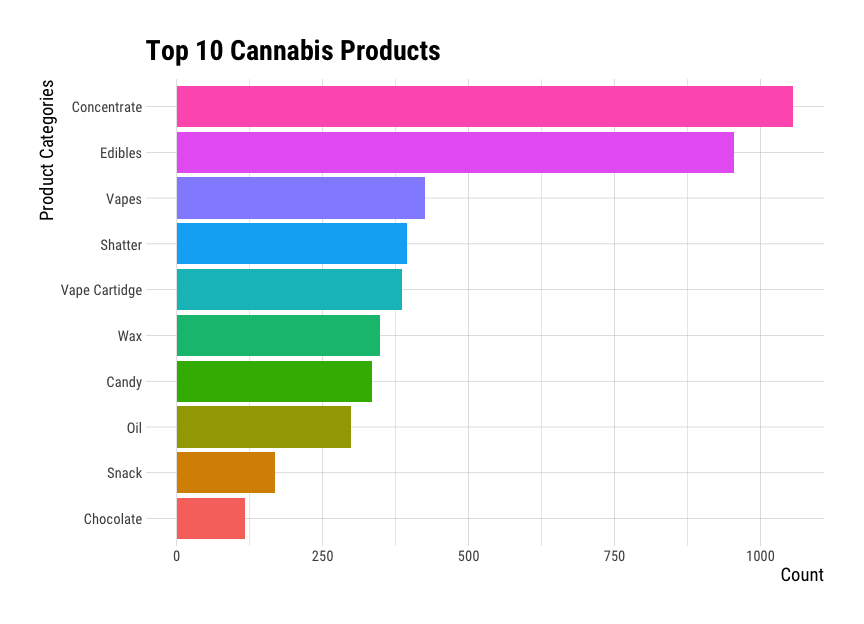 Top 10 Cannabis Products
Product Categories
Concentrate
Edibles
Vapes
Shatter
Vape Cartidge
Wax
Candy
Oil
Snack
Chocolate
0 250 500 750 1000
Count